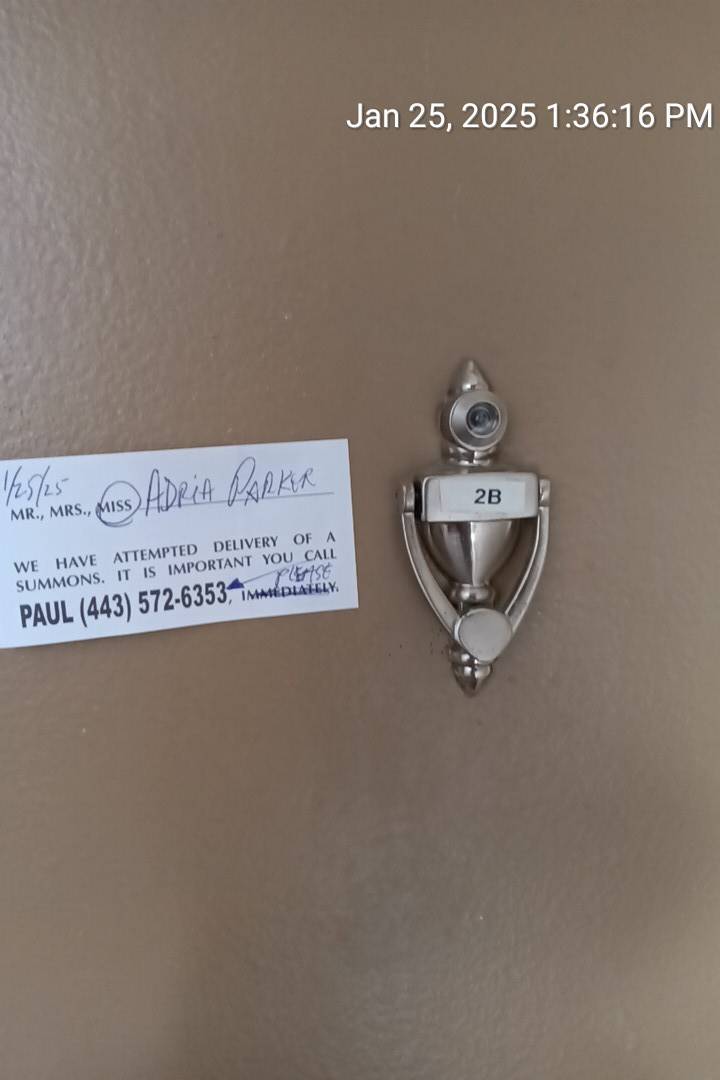 Jan 25, 2025 1:36:16 PM
1/25/25
MR., MRS., MISS ADRIA PARKER
WE HAVE ATTEMPTED DELIVERY OF A
SUMMONS. IT IS IMPORTANT YOU CALL
PLEASE
PAUL (443) 572-6353, IMMEDIATELY.
2B